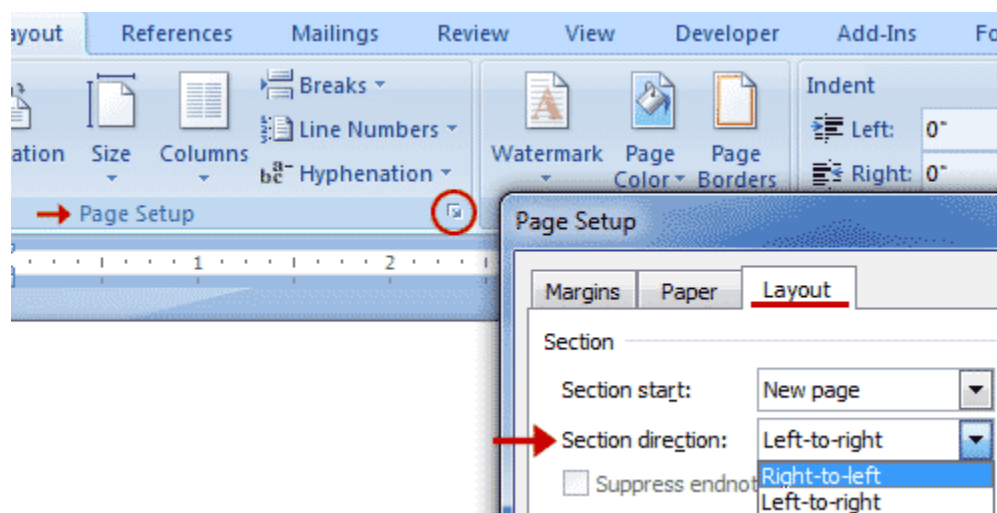 ayout References Mailings Review View Developer Add-Ins Fo
Breaks Indent
Line Numbers Left: 0"
ation Size Columns Watermark Page Page
Hyphenation Color Borders Right: 0"
Page Setup
Page Setup
1 2
Margins Paper Layout
Section
Section start: New page
Section direction: Left-to-right
Suppress endnot Right-to-left
Left-to-right